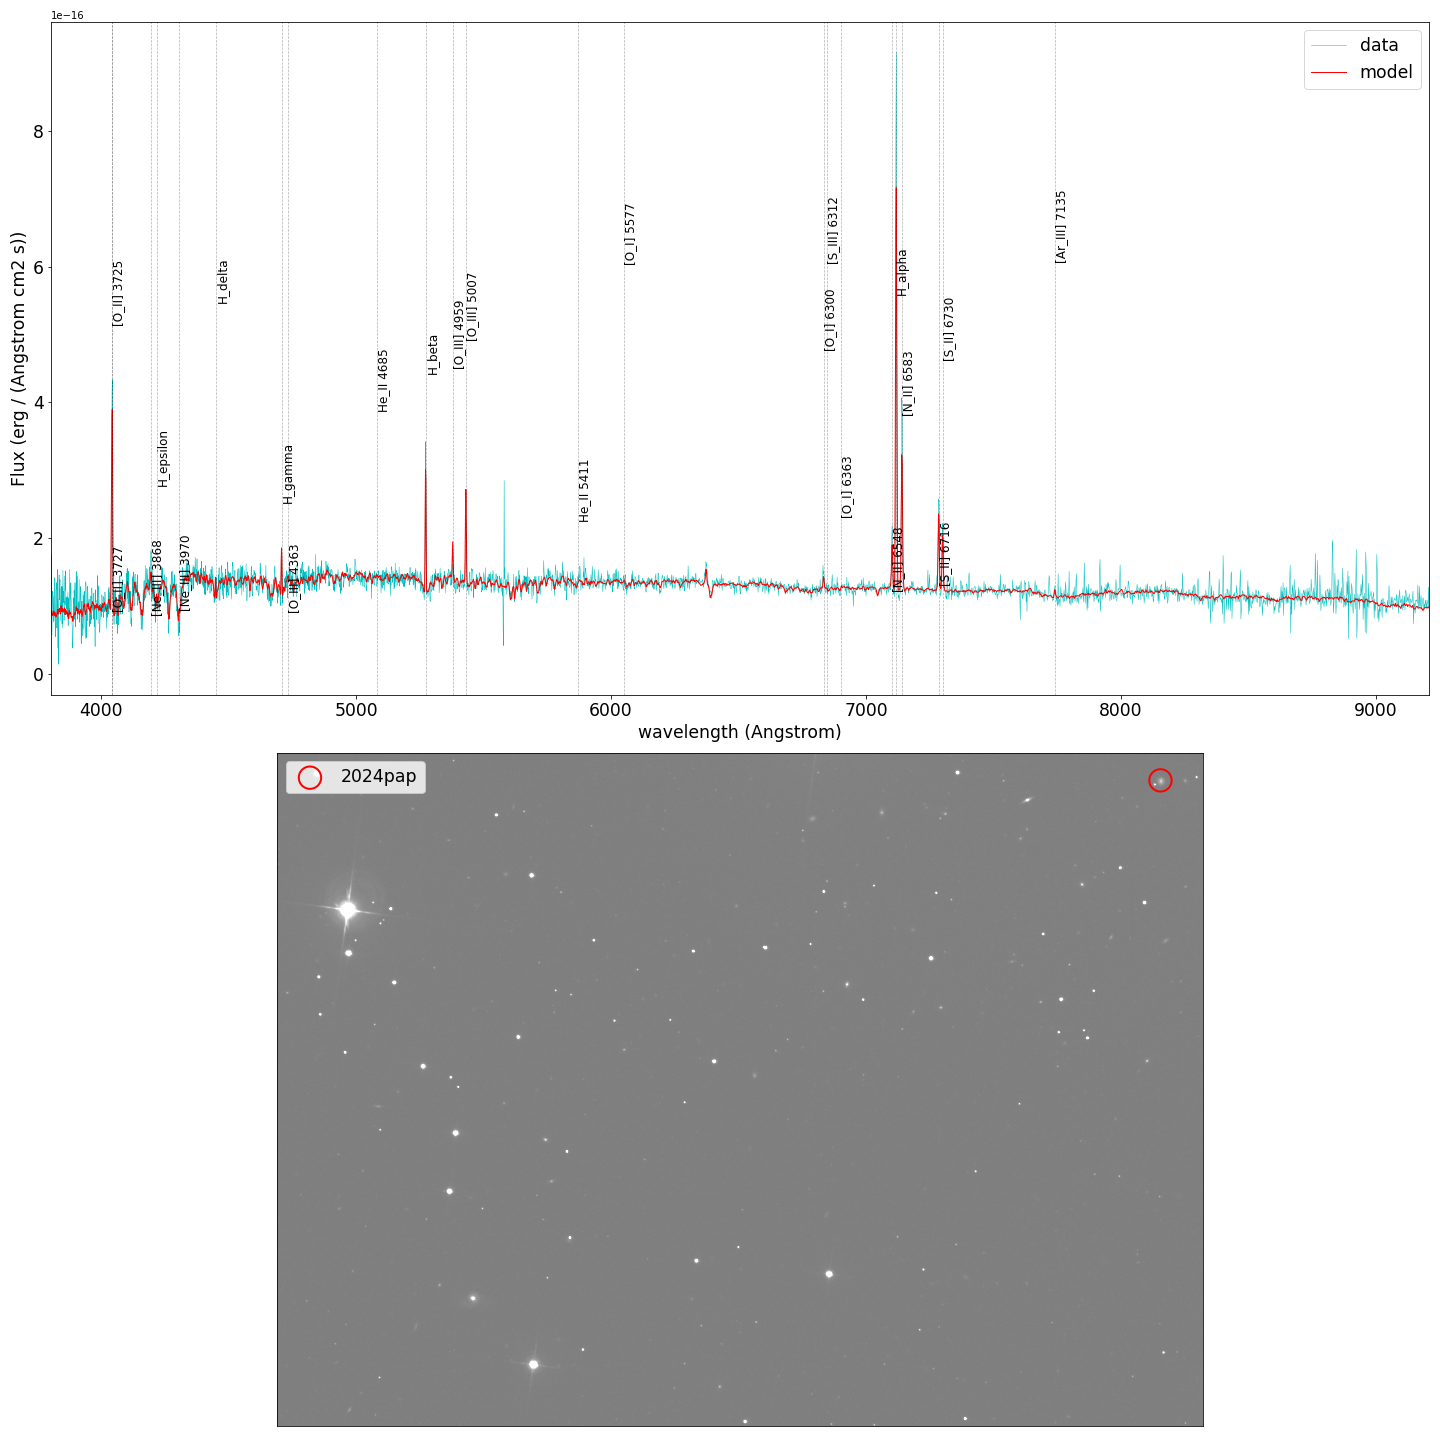 1e−16
data
model
Flux (erg / (Angstrom cm2 s))
8
6
4
2
0
[O_II] 3725
[O_II] 3727
[Ne_III] 3868
H_epsilon
[Ne_III] 3970
H_delta
H_gamma
[O_III] 4363
He_II 4685
H_beta
[O_III] 4959
[O_III] 5007
He_II 5411
[O_I] 5577
[O_I] 6300
[S_III] 6312
[O_I] 6363
[N_II] 6548
H_alpha
[N_II] 6583
[S_II] 6716
[S_II] 6730
[Ar_III] 7135
4000 5000 6000 7000 8000 9000
wavelength (Angstrom)
2024pap